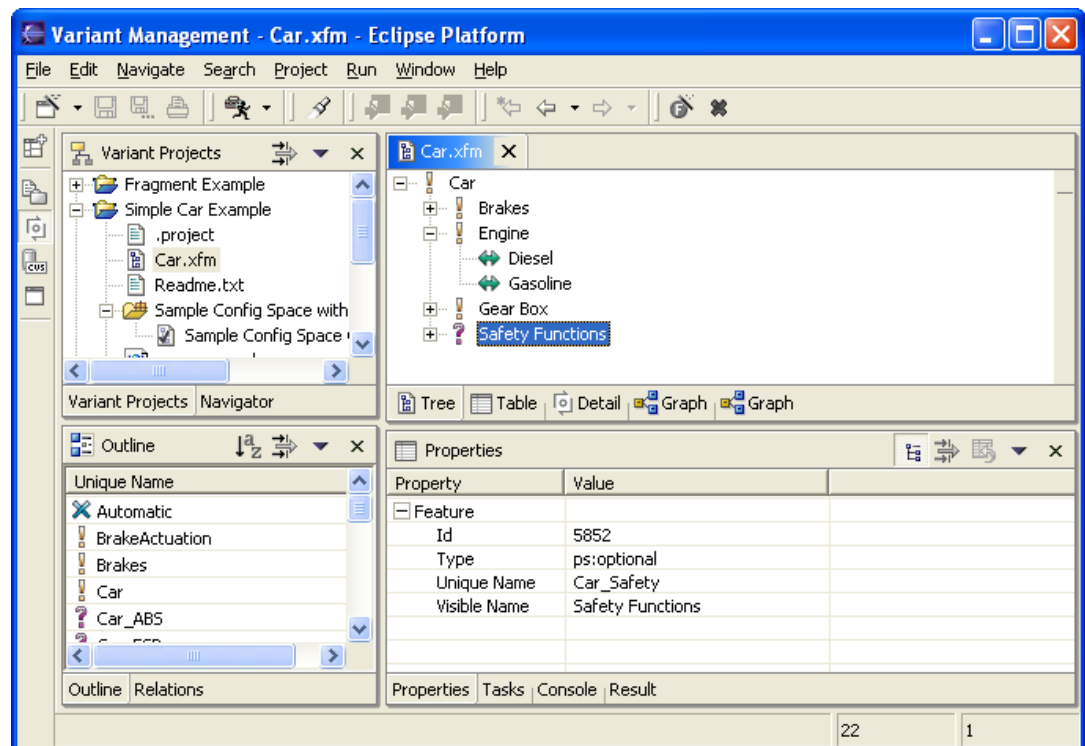 Variant Management - Car.xfm - Eclipse Platform
File Edit Navigate Search Project Run Window Help
Variant Projects
Fragment Example
Simple Car Example
.project
Car.xfm
Readme.txt
Sample Config Space with
Sample Config Space
Variant Projects Navigator
Car.xfm
Car
Brakes
Engine
Diesel
Gasoline
Gear Box
Safety Functions
Tree Table Detail Graph Graph
Outline
Unique Name
Automatic
BrakeActuation
Brakes
Car
Car_ABS
Outline Relations
Properties
Property Value
Feature
Id 5852
Type ps:optional
Unique Name Car_Safety
Visible Name Safety Functions
Properties Tasks Console Result
22 1
CVS